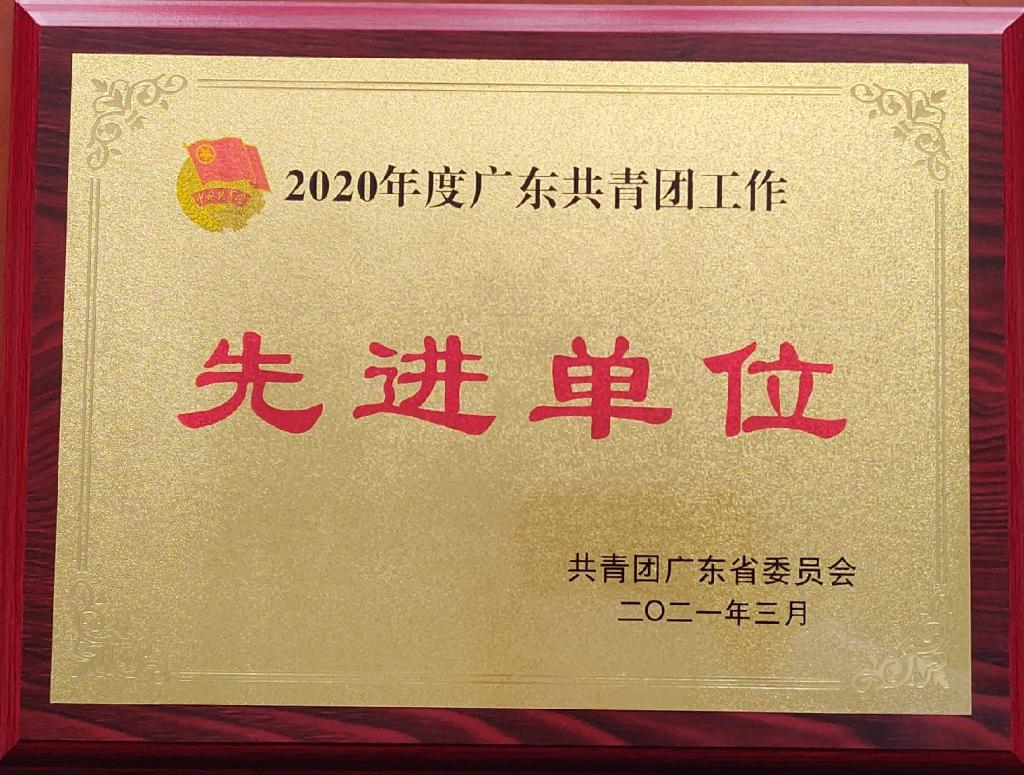 2020年度广东共青团工作
先进单位
共青团广东省委员会
二〇二一年三月